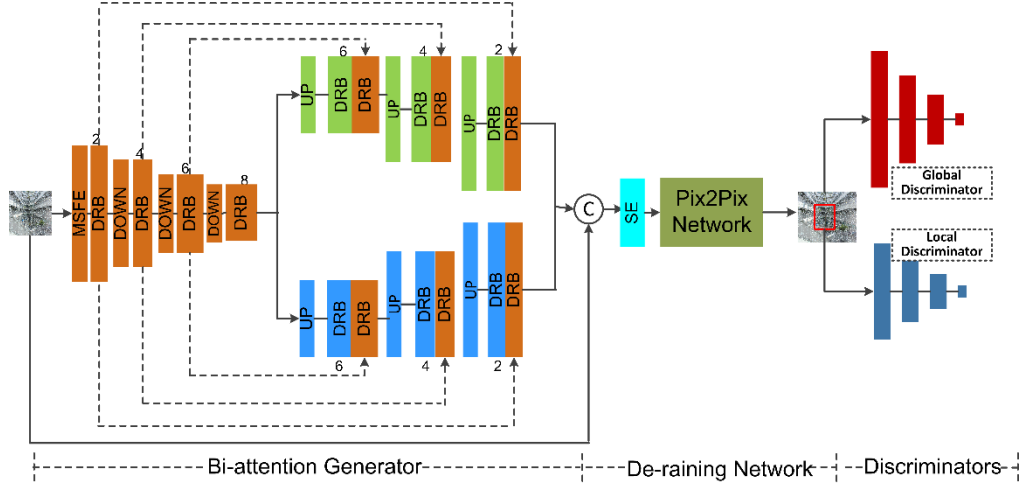 2
4
6
8
MSFE
DRB
DOWN
DRB
DOWN
DRB
DOWN
DRB
6
4
2
UP
DRB
DRB
UP
DRB
DRB
UP
DRB
DRB
UP
DRB
DRB
UP
DRB
DRB
UP
DRB
DRB
6
4
2
C
SE
Pix2Pix
Network
Global
Discriminator
Local
Discriminator
Bi-attention Generator
De-raining Network
Discriminators